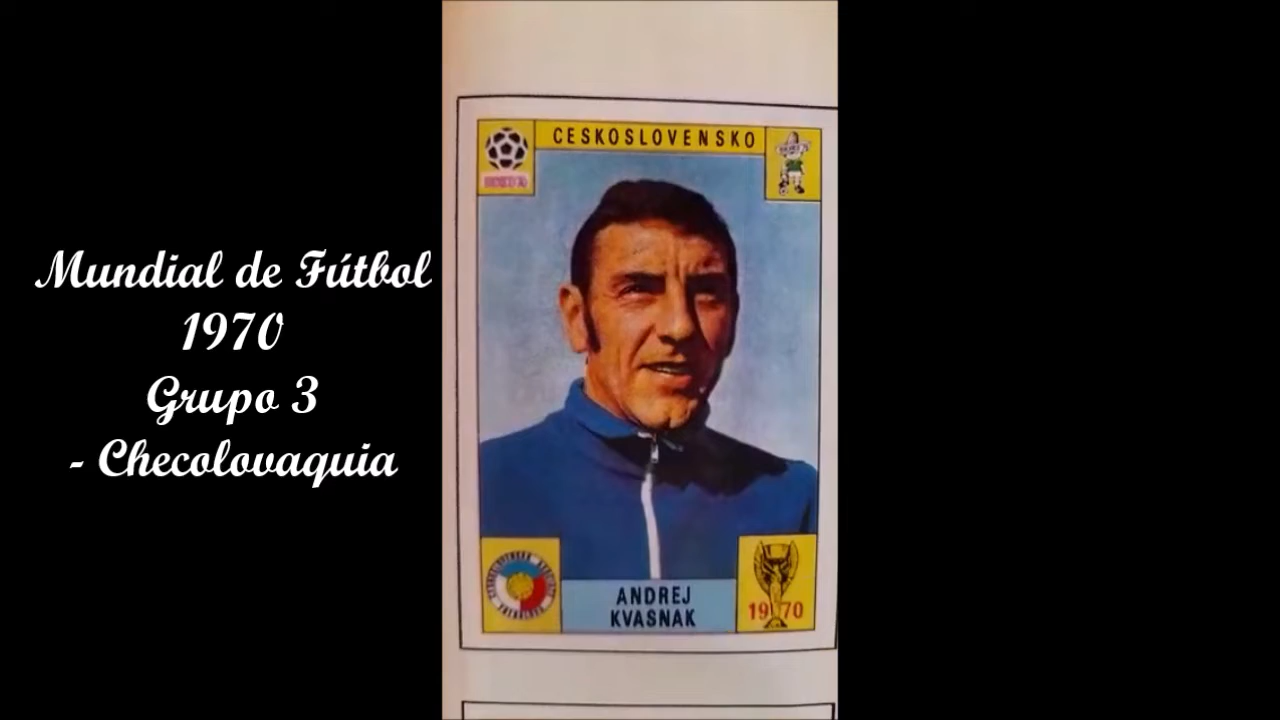 Mundial de Fútbol
1970
Grupo 3
- Checolovaquia
CESKOSLOVENSKO
ANDREJ
KVASNAK
1970